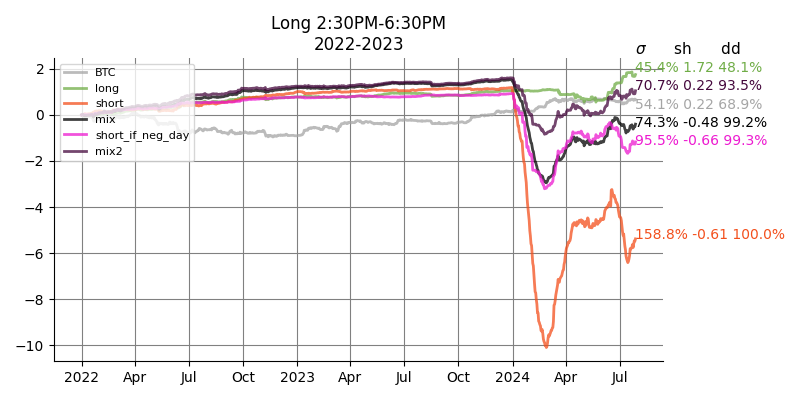 Long 2:30PM-6:30PM
2022-2023
σ sh dd
45.4% 1.72 48.1%
70.7% 0.22 93.5%
54.1% 0.22 68.9%
74.3% -0.48 99.2%
95.5% -0.66 99.3%
158.8% -0.61 100.0%
BTC
long
short
mix
short_if_neg_day
mix2
2
0
−2
−4
−6
−8
−10
2022 Apr Jul Oct 2023 Apr Jul Oct 2024 Apr Jul